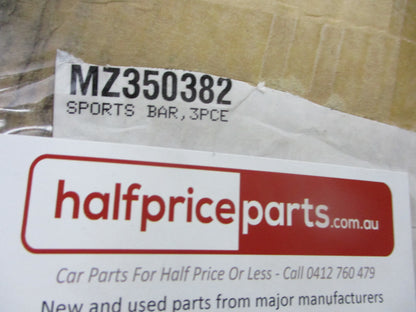 MZ350382
SPORTS BAR,3PCE
halfpriceparts.com.au
Car Parts For Half Price Or Less - Call 0412 760 479
New and used parts from major manufacturers